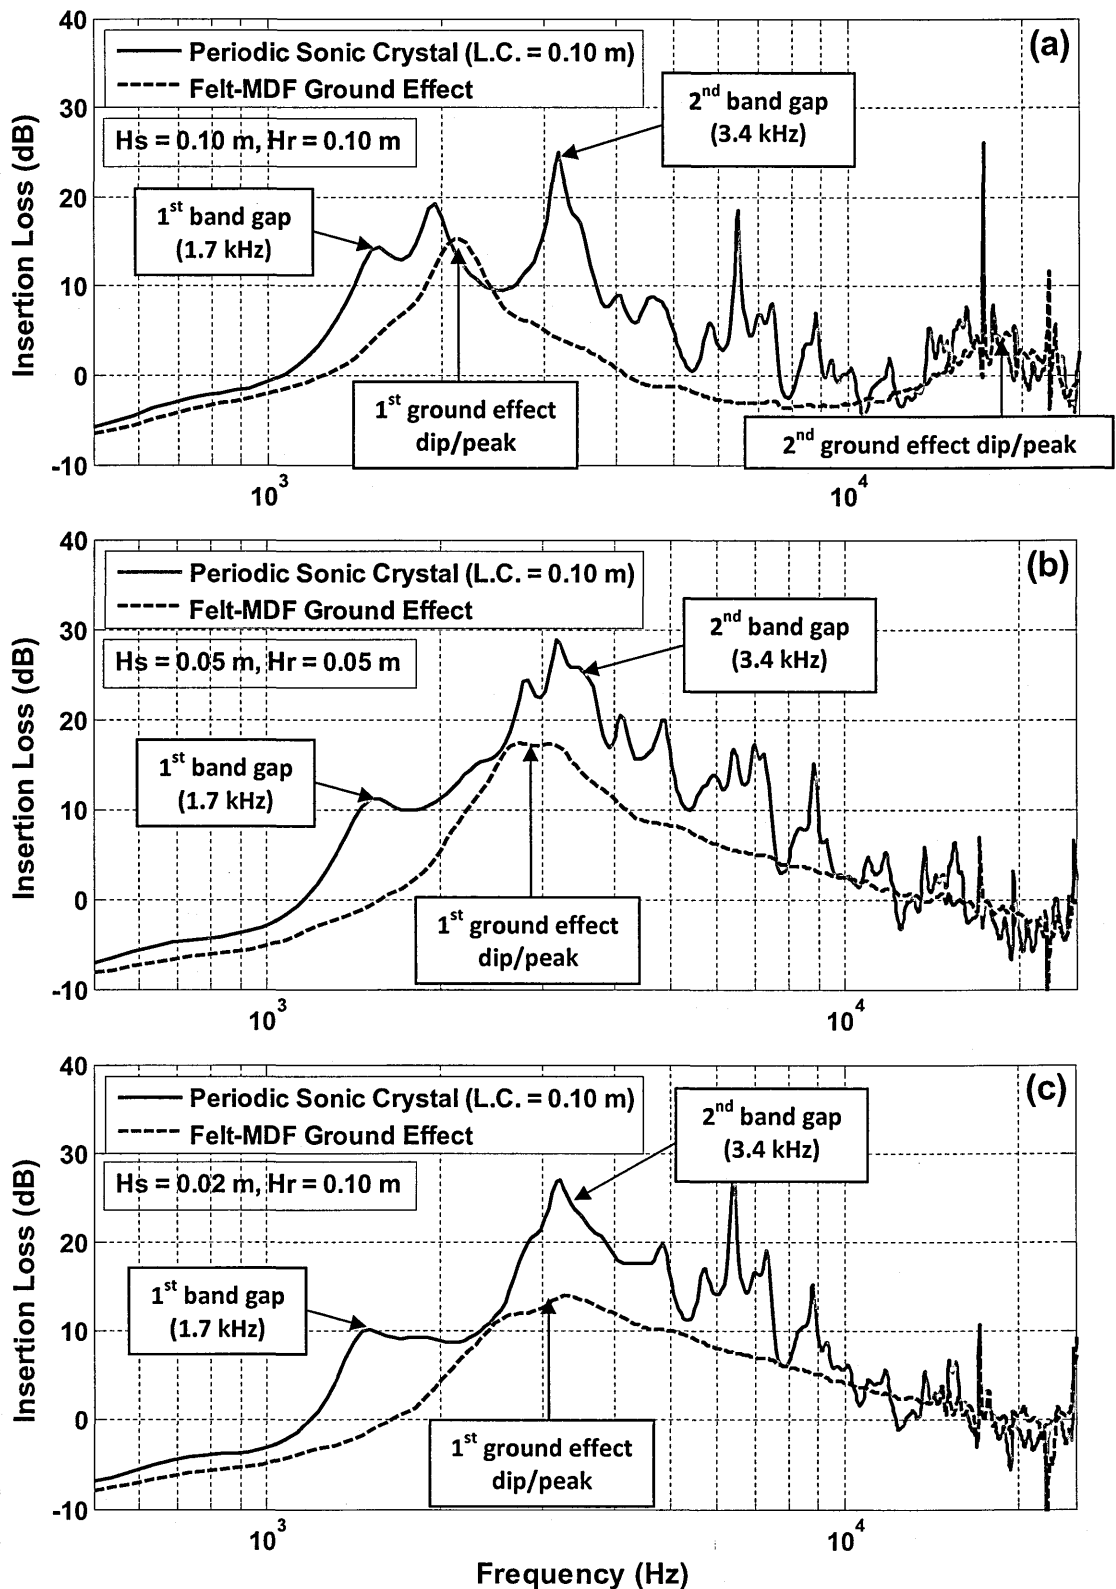 40
30
20
10
0
-10
Insertion Loss (dB)
(a)
Periodic Sonic Crystal (L.C. = 0.10 m)
Felt-MDF Ground Effect
Hs = 0.10 m, Hr = 0.10 m
2nd band gap
(3.4 kHz)
1st band gap
(1.7 kHz)
1st ground effect
dip/peak
2nd ground effect dip/peak
10^3
10^4
40
30
20
10
0
-10
Insertion Loss (dB)
(b)
Periodic Sonic Crystal (L.C. = 0.10 m)
Felt-MDF Ground Effect
Hs = 0.05 m, Hr = 0.05 m
2nd band gap
(3.4 kHz)
1st band gap
(1.7 kHz)
1st ground effect
dip/peak
10^3
10^4
40
30
20
10
0
-10
Insertion Loss (dB)
(c)
Periodic Sonic Crystal (L.C. = 0.10 m)
Felt-MDF Ground Effect
Hs = 0.02 m, Hr = 0.10 m
2nd band gap
(3.4 kHz)
1st band gap
(1.7 kHz)
1st ground effect
dip/peak
10^3
10^4
Frequency (Hz)